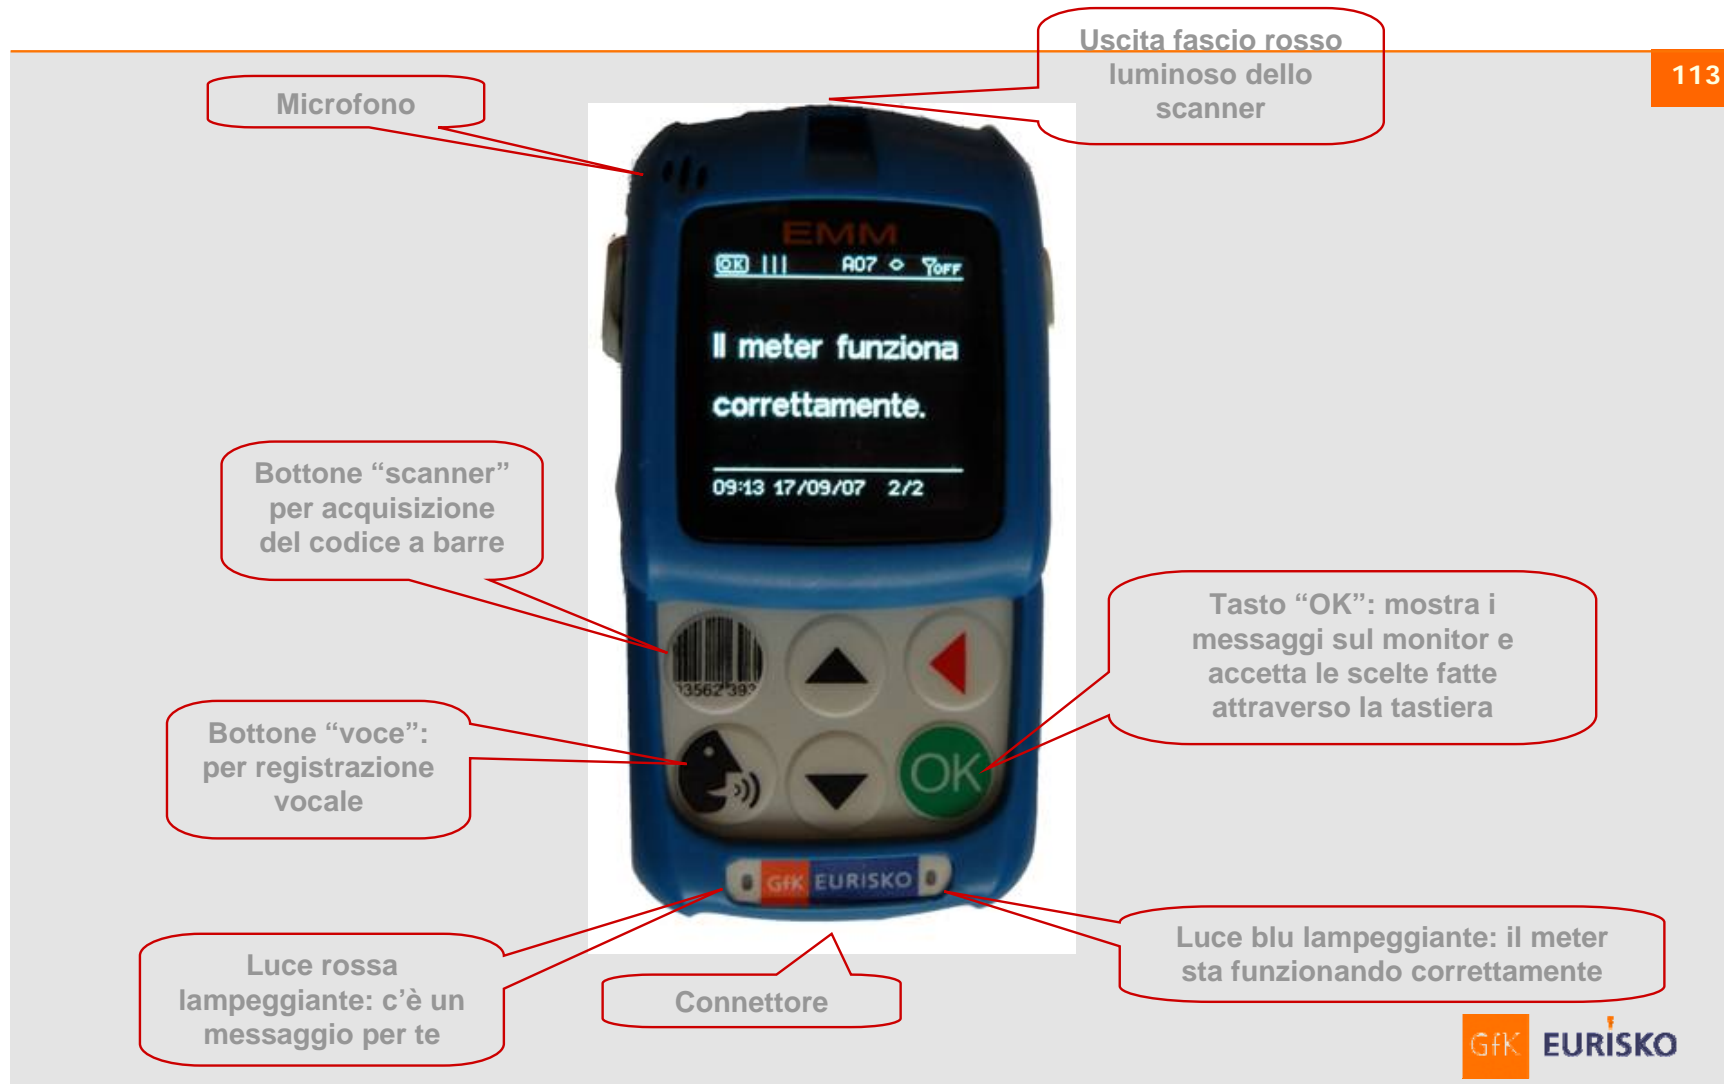 Uscita fascio rosso
luminoso dello
scanner
113
Microfono
EMM
OK ||| A07 OFF
Il meter funziona
correttamente.
09:13 17/09/07 2/2
Bottone “scanner”
per acquisizione
del codice a barre
Tasto “OK”: mostra i
messaggi sul monitor e
accetta le scelte fatte
attraverso la tastiera
Bottone “voce”:
per registrazione
vocale
OK
GfK EURISKO
Luce rossa
lampeggiante: c’è un
messaggio per te
Connettore
Luce blu lampeggiante: il meter
sta funzionando correttamente
GfK EURISKO